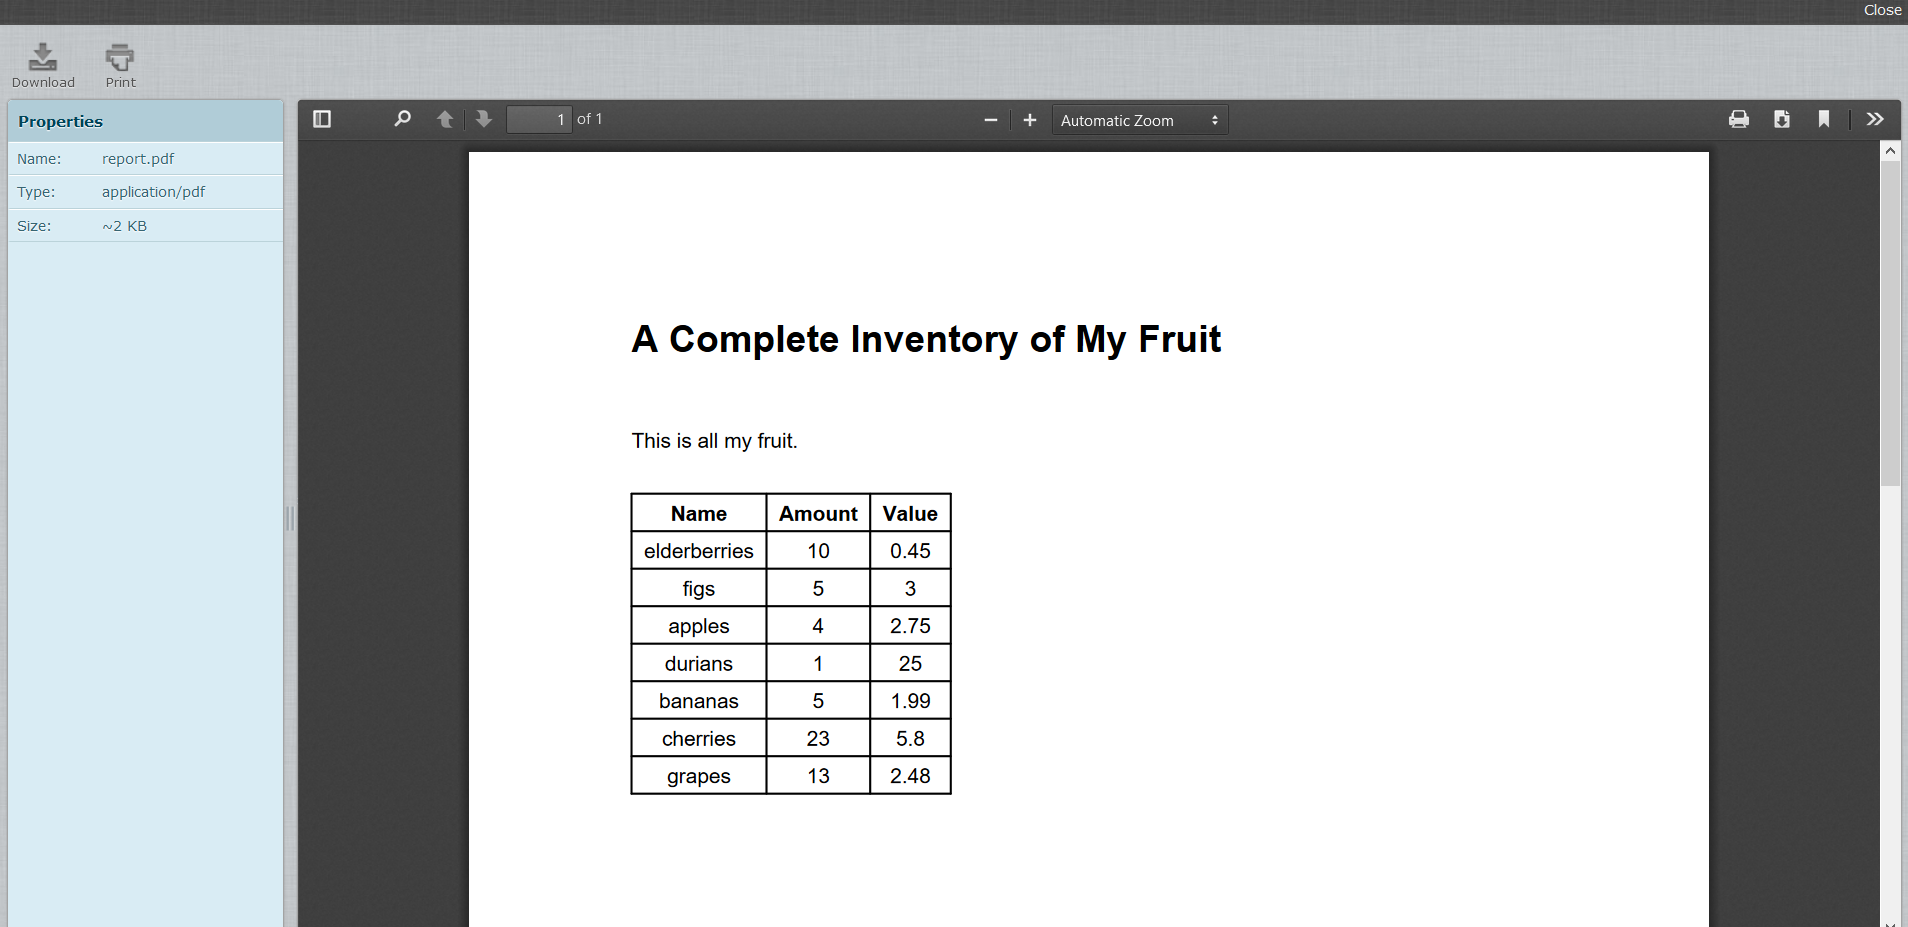 Close
Download Print
Properties
Name: report.pdf
Type: application/pdf
Size: ~2 KB
1 of 1 Automatic Zoom
A Complete Inventory of My Fruit
This is all my fruit.
Name Amount Value
elderberries 10 0.45
figs 5 3
apples 4 2.75
durians 1 25
bananas 5 1.99
cherries 23 5.8
grapes 13 2.48